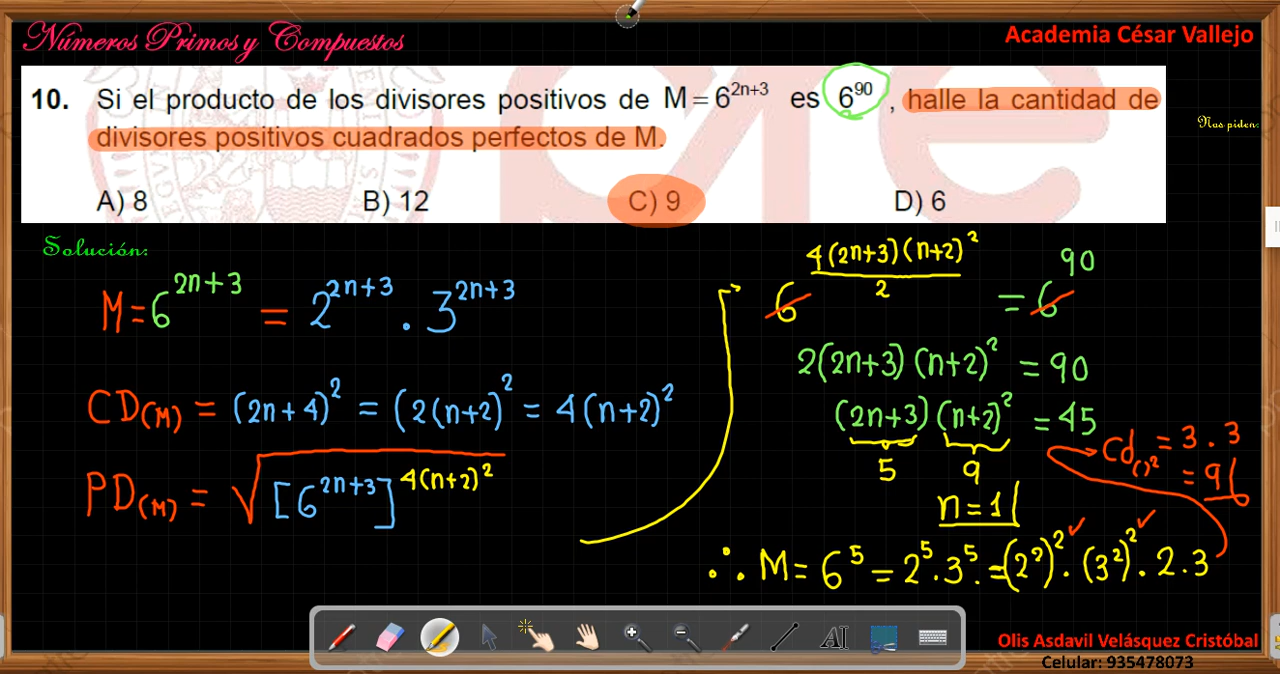 Números Primos y Compuestos
Academia César Vallejo
10. Si el producto de los divisores positivos de M = 6^{2n+3} es 6^{90}, halle la cantidad de
divisores positivos cuadrados perfectos de M.
A) 8 B) 12 C) 9 D) 6
Nos piden:
Solución:
M = 6^{2n+3} = 2^{2n+3} . 3^{2n+3}
CD_{(M)} = (2n+4)^2 = (2(n+2)^2 = 4(n+2)^2
PD_{(M)} = √[6^{2n+3}]^{4(n+2)^2}
6^{4(2n+3)(n+2)^2 / 2} = 6^{90}
2(2n+3)(n+2)^2 = 90
(2n+3)(n+2)^2 = 45
5 9
n = 1
∴ M = 6^5 = 2^5 . 3^5 = (2^2)^2 . (3^2)^2 . 2 . 3
Cd_{()^2} = 3 . 3
= 9
AI
Olis Asdavil Velásquez Cristóbal
Celular: 935478073